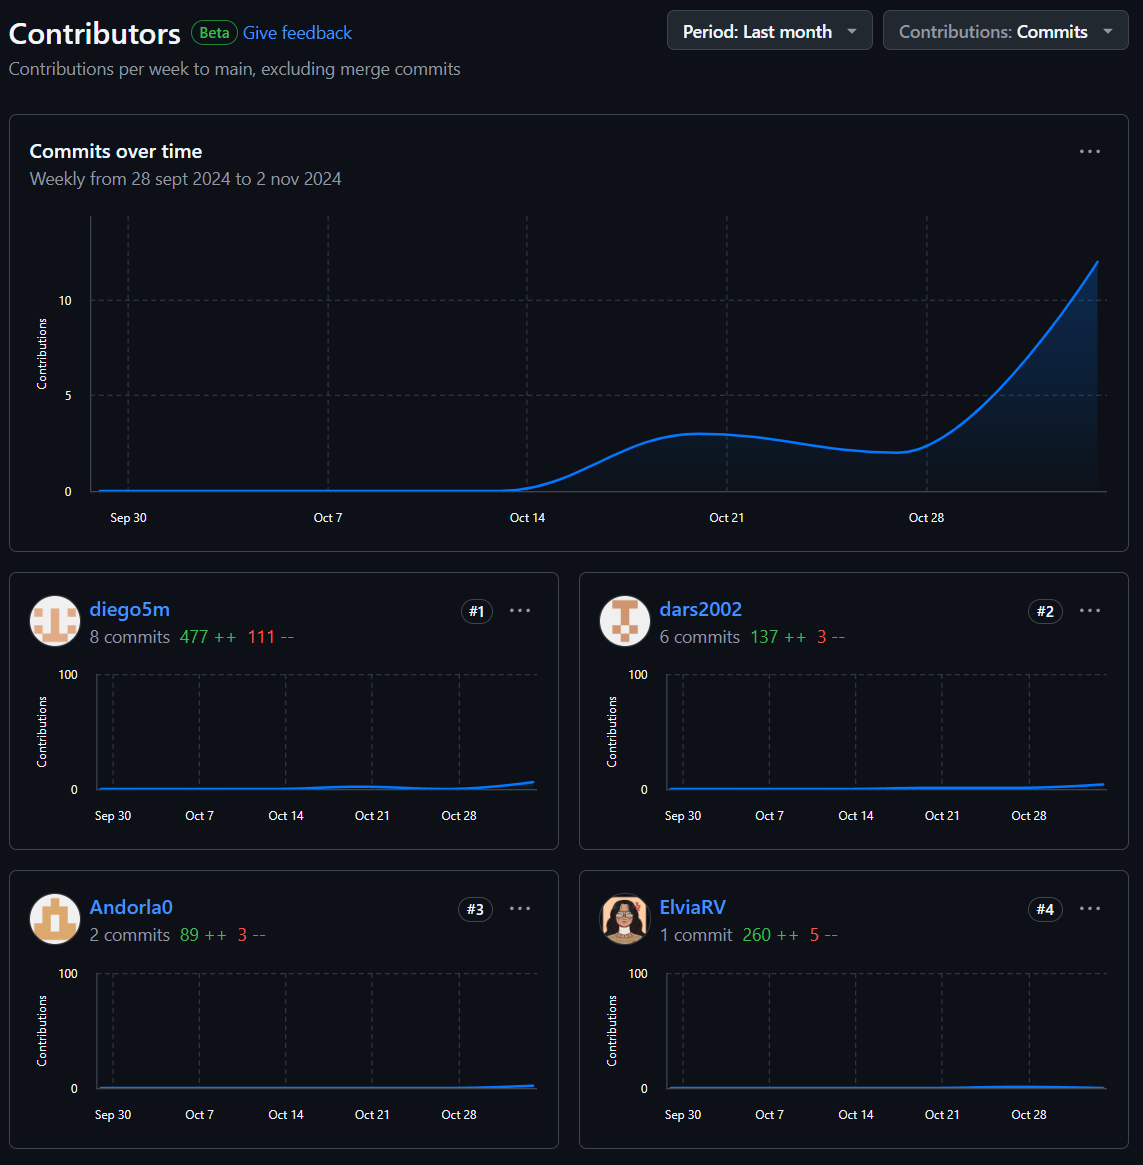 Contributors Beta Give feedback
Period: Last month
Contributions: Commits
Contributions per week to main, excluding merge commits
Commits over time
Weekly from 28 sept 2024 to 2 nov 2024
Contributions
10
5
0
Sep 30 Oct 7 Oct 14 Oct 21 Oct 28
diego5m #1
8 commits 477 ++ 111 --
Contributions
100
0
Sep 30 Oct 7 Oct 14 Oct 21 Oct 28
dars2002 #2
6 commits 137 ++ 3 --
Contributions
100
0
Sep 30 Oct 7 Oct 14 Oct 21 Oct 28
Andorla0 #3
2 commits 89 ++ 3 --
Contributions
100
0
Sep 30 Oct 7 Oct 14 Oct 21 Oct 28
ElviaRV #4
1 commit 260 ++ 5 --
Contributions
100
0
Sep 30 Oct 7 Oct 14 Oct 21 Oct 28